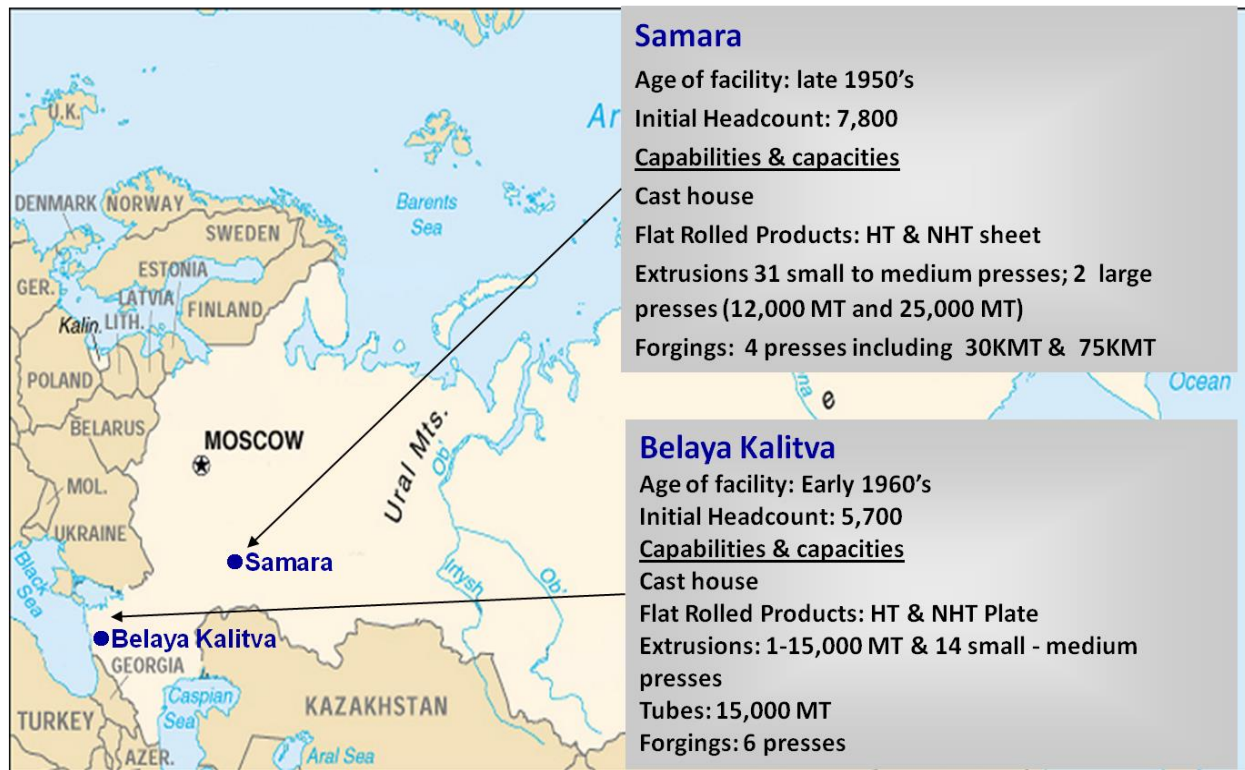 Samara
Age of facility: late 1950's
Initial Headcount: 7,800
Capabilities & capacities
Cast house
Flat Rolled Products: HT & NHT sheet
Extrusions 31 small to medium presses; 2 large
presses (12,000 MT and 25,000 MT)
Forgings: 4 presses including 30KMT & 75KMT
Belaya Kalitva
Age of facility: Early 1960's
Initial Headcount: 5,700
Capabilities & capacities
Cast house
Flat Rolled Products: HT & NHT Plate
Extrusions: 1-15,000 MT & 14 small - medium
presses
Tubes: 15,000 MT
Forgings: 6 presses
U.K.
Ar
Barents
Sea
DENMARK
NORWAY
SWEDEN
ESTONIA
GER.
LATVIA
FINLAND
Kalin.
LITH.
POLAND
BELARUS
MOSCOW
Ural Mts.
Ob'
MOL.
UKRAINE
Black
Sea
Samara
Irtysh
Ob'
Belaya Kalitva
GEORGIA
Caspian
Sea
KAZAKHSTAN
TURKEY
AZER.
Aral Sea
na
e
Ocean